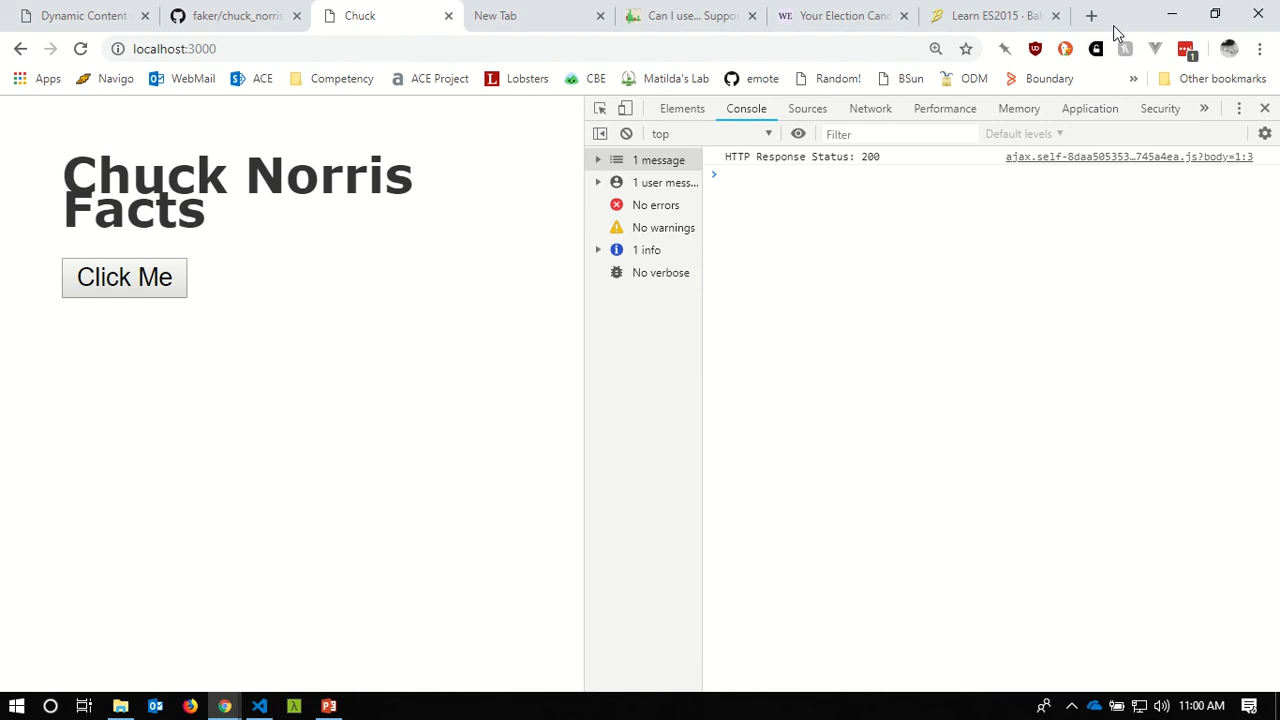 Dynamic Content
faker/chuck_norris
Chuck
New Tab
Can I use... Suppo
Your Election Canc
Learn ES2015 · Bab
localhost:3000
1
Apps
Navigo
WebMail
ACE
Competency
ACE Project
Lobsters
CBE
Matilda's Lab
emote
Random!
BSun
ODM
Boundary
»
Other bookmarks
Chuck Norris
Facts
Click Me
Elements
Console
Sources
Network
Performance
Memory
Application
Security
»
top
Filter
Default levels
1 message
1 user mess...
No errors
No warnings
1 info
No verbose
HTTP Response Status: 200
ajax.self-8daa505353…745a4ea.js?body=1:3
11:00 AM